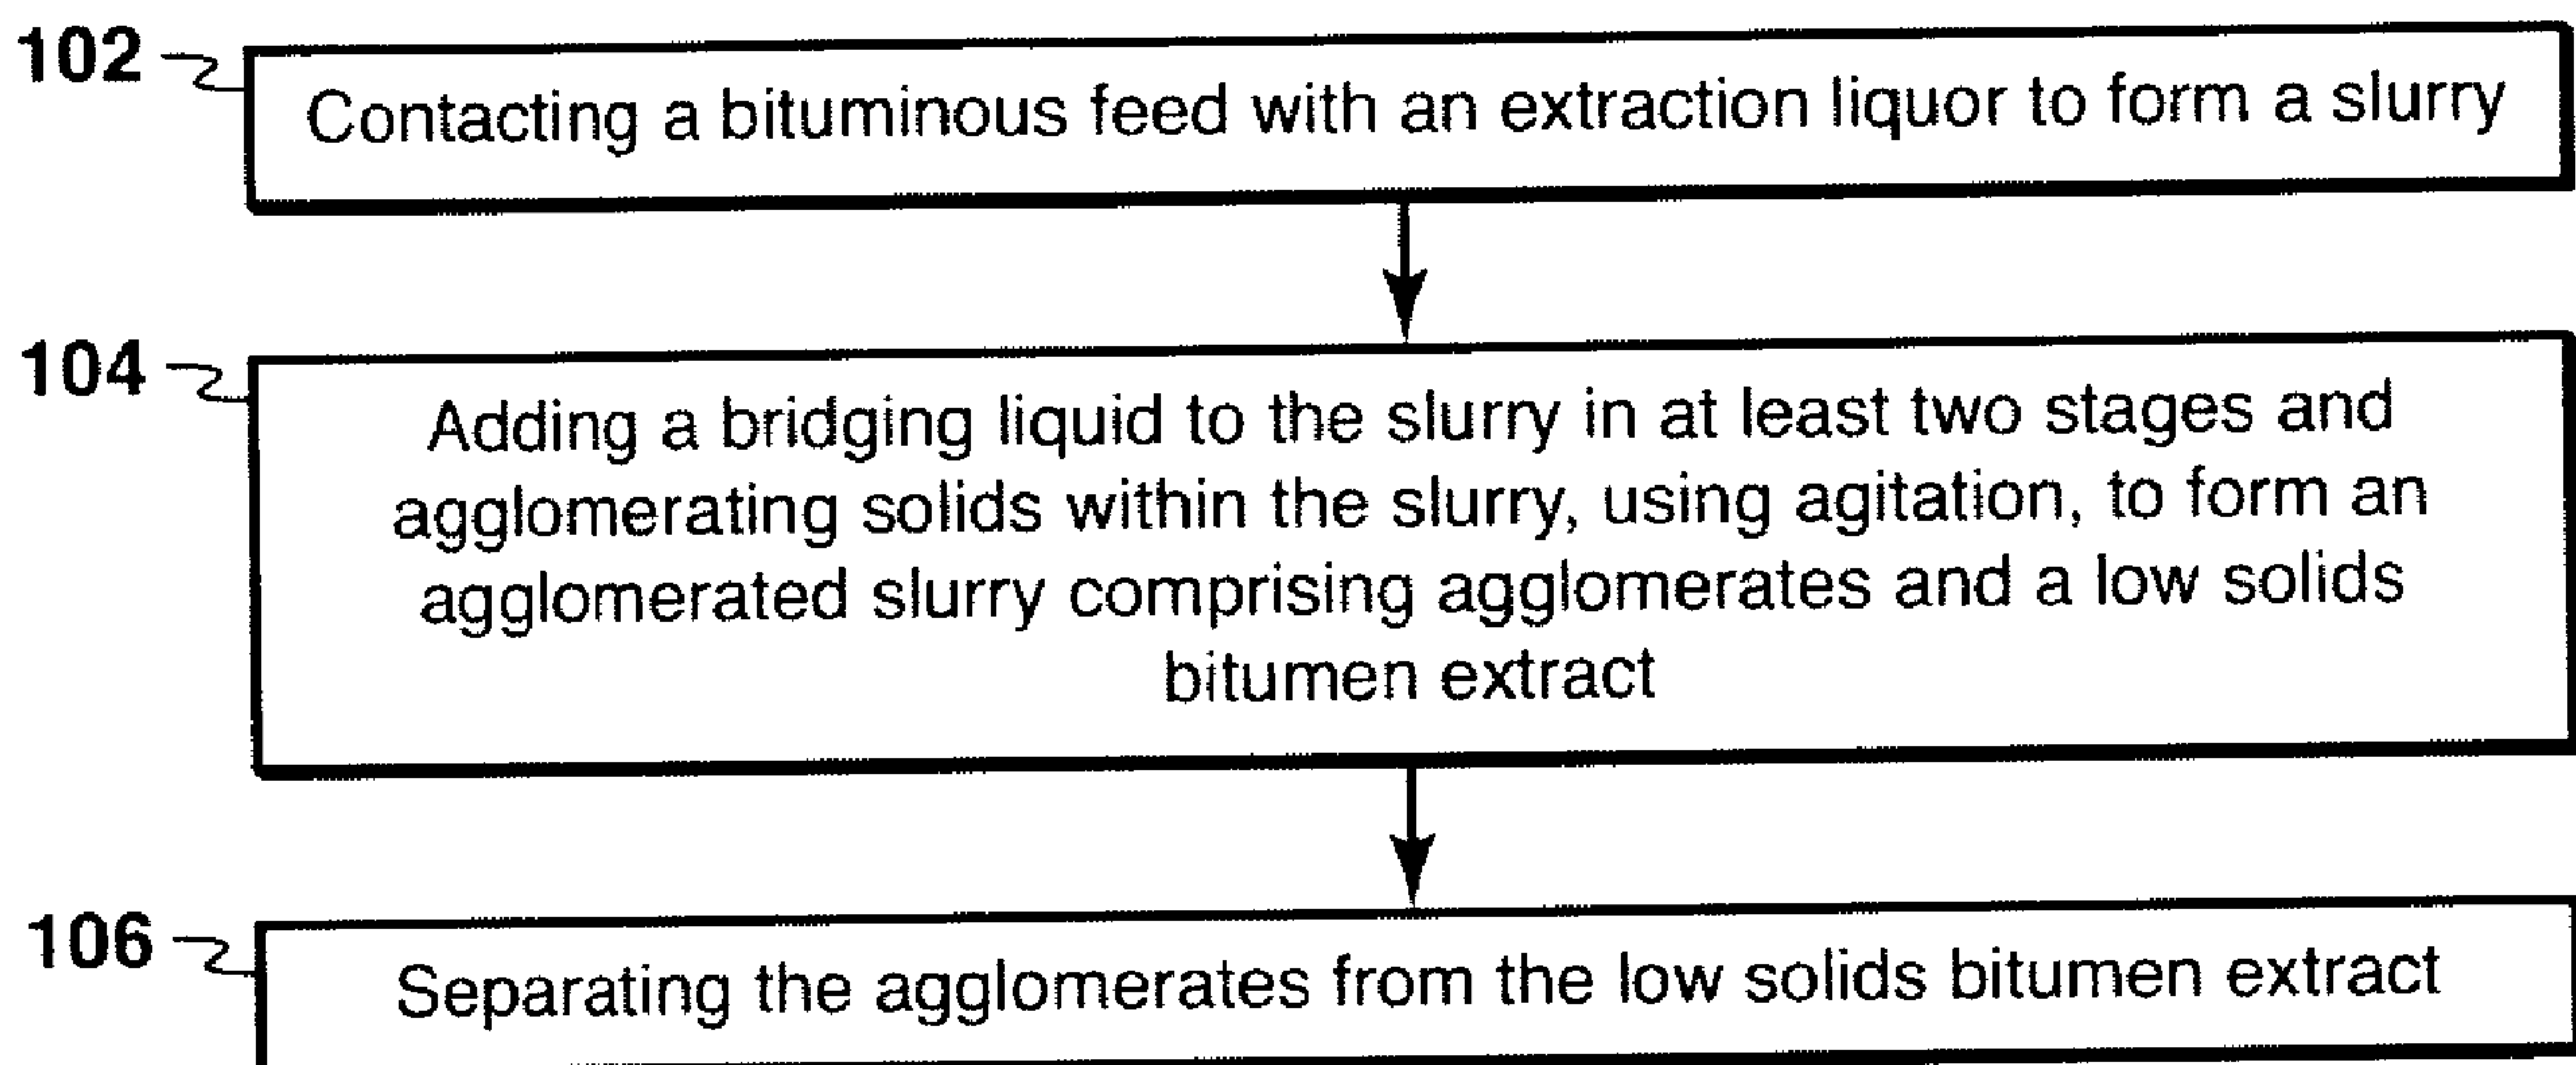 102
Contacting a bituminous feed with an extraction liquor to form a slurry
104
Adding a bridging liquid to the slurry in at least two stages and
agglomerating solids within the slurry, using agitation, to form an
agglomerated slurry comprising agglomerates and a low solids
bitumen extract
106
Separating the agglomerates from the low solids bitumen extract